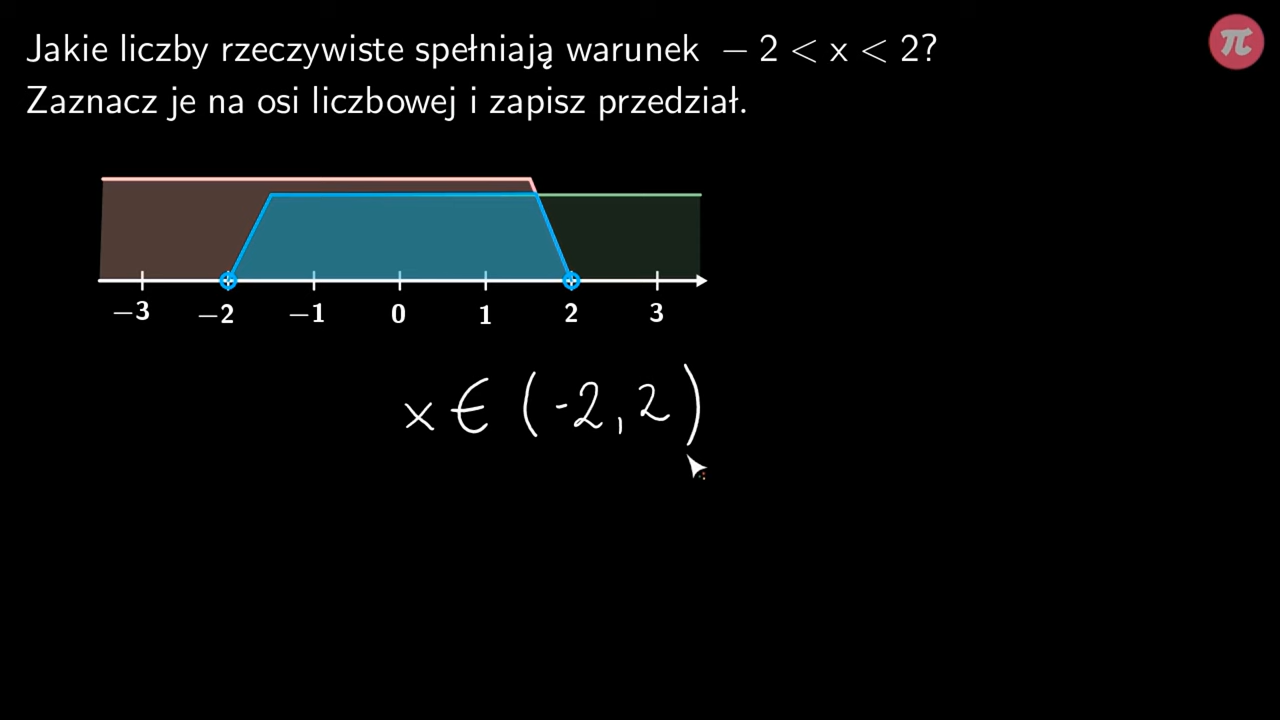 Jakie liczby rzeczywiste spełniają warunek − 2 < x < 2?
Zaznacz je na osi liczbowej i zapisz przedział.
π
−3 −2 −1 0 1 2 3
x ∈ (-2, 2)